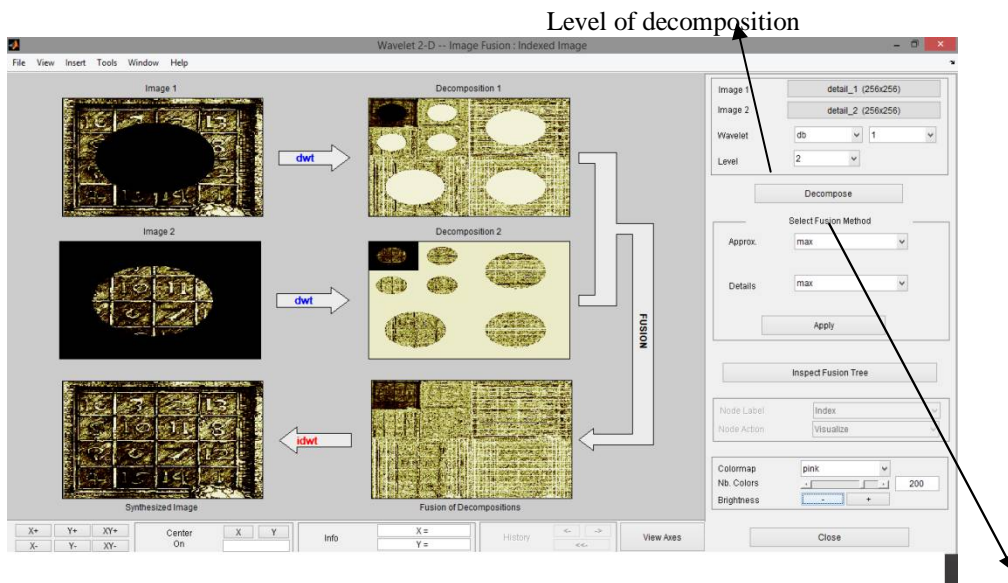 Level of decomposition
Wavelet 2-D -- Image Fusion : Indexed Image
File View Insert Tools Window Help
Image 1
Decomposition 1
dwt
Image 2
Decomposition 2
dwt
FUSION
idwt
Synthesized Image
Fusion of Decompositions
Image 1 detail_1 (256x256)
Image 2 detail_2 (256x256)
Wavelet db 1
Level 2
Decompose
Select Fusion Method
Approx. max
Details max
Apply
Inspect Fusion Tree
Node Label Index
Node Action Visualize
Colormap pink
Nb. Colors 200
Brightness - +
X+ Y+ XY+
X- Y- XY-
Center On X Y
Info X =
Y =
History <- ->
<<-
View Axes
Close